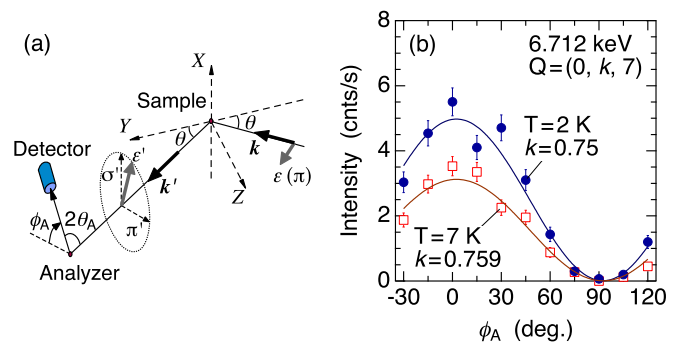 (a)
X
Sample
Y
θ
θ
k
ε (π)
Z
Detector
σ'
ε'
k'
ϕA
2θA
π'
Analyzer
(b)
6.712 keV
Q=(0, k, 7)
T=2 K
k=0.75
T=7 K
k=0.759
Intensity (cnts/s)
8
6
4
2
0
-30 0 30 60 90 120
ϕA (deg.)